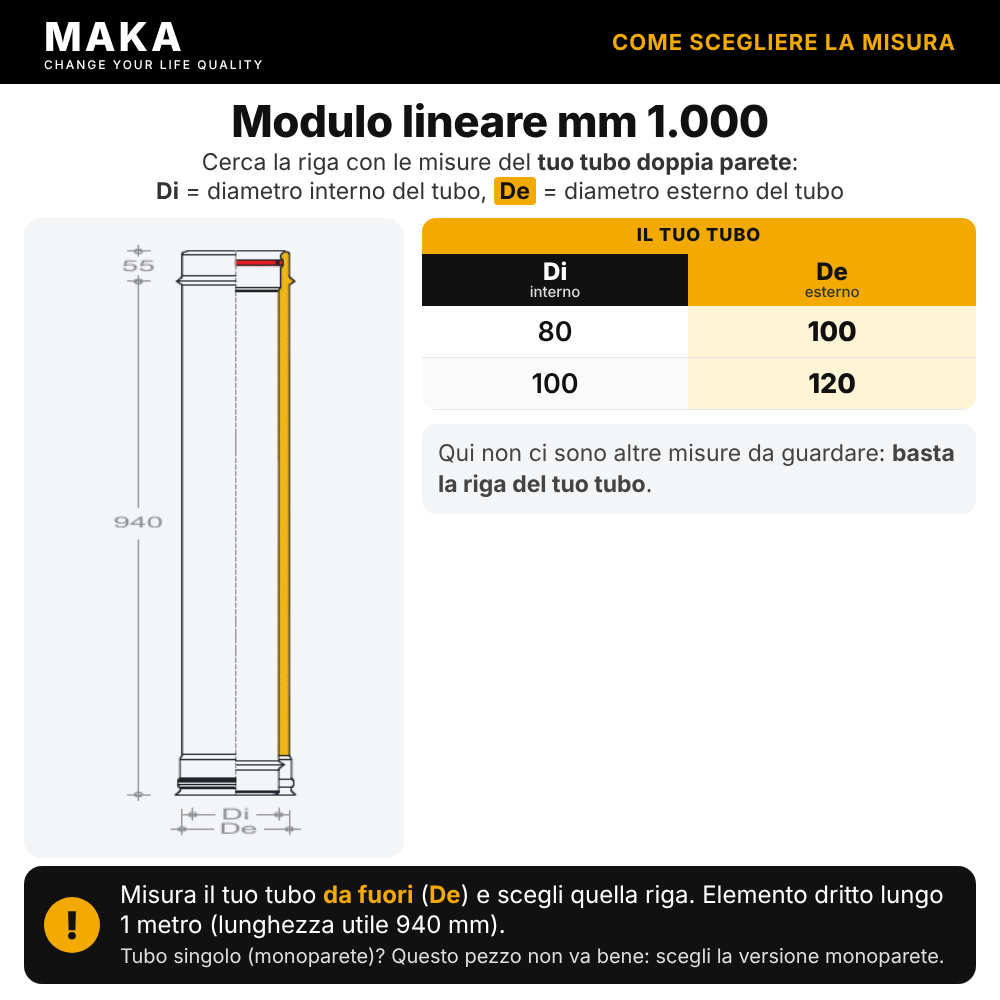 MAKA
CHANGE YOUR LIFE QUALITY
COME SCEGLIERE LA MISURA
Modulo lineare mm 1.000
Cerca la riga con le misure del tuo tubo doppia parete:
Di = diametro interno del tubo, De = diametro esterno del tubo
55
940
Di
De
IL TUO TUBO
Di De
interno esterno
80 100
100 120
Qui non ci sono altre misure da guardare: basta
la riga del tuo tubo.
!
Misura il tuo tubo da fuori (De) e scegli quella riga. Elemento dritto lungo
1 metro (lunghezza utile 940 mm).
Tubo singolo (monoparete)? Questo pezzo non va bene: scegli la versione monoparete.